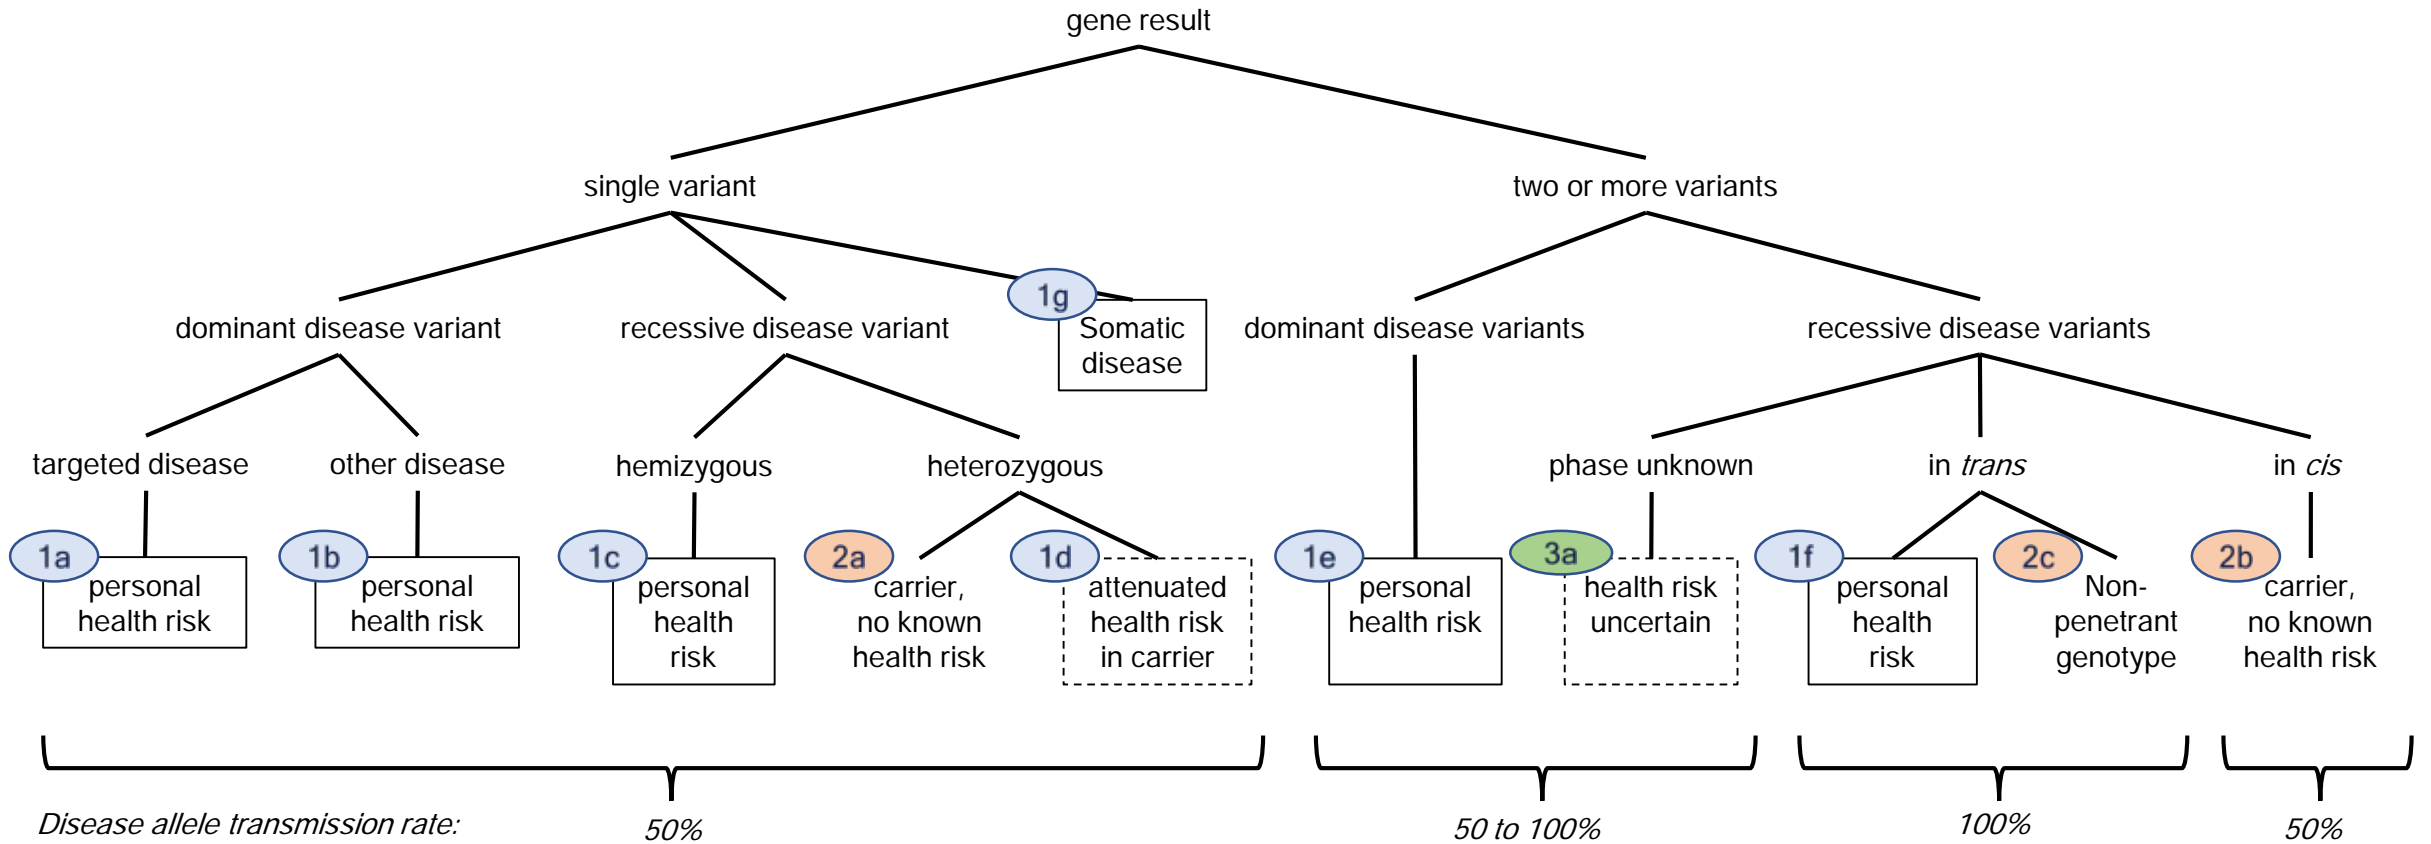 gene result
single variant
two or more variants
1g
dominant disease variant
recessive disease variant
Somatic
disease
dominant disease variants
recessive disease variants
targeted disease
other disease
hemizygous
heterozygous
phase unknown
in trans
in cis
1a
personal
health risk
1b
personal
health risk
1c
personal
health
risk
2a
carrier,
no known
health risk
1d
attenuated
health risk
in carrier
1e
personal
health risk
3a
health risk
uncertain
1f
personal
health
risk
2c
Non-
penetrant
genotype
2b
carrier,
no known
health risk
Disease allele transmission rate:
50%
50 to 100%
100%
50%